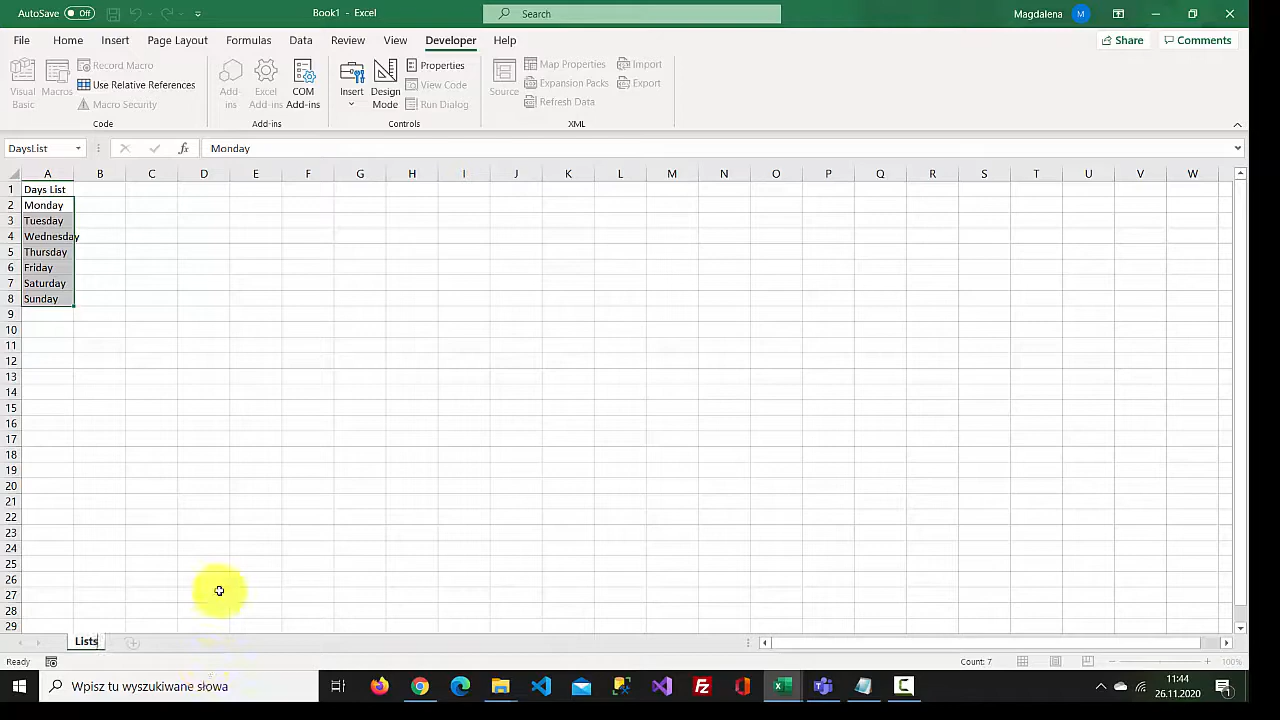 AutoSave Off Book1 - Excel Search Magdalena M
File Home Insert Page Layout Formulas Data Review View Developer Help Share Comments
Visual Basic Macros Record Macro Use Relative References Macro Security Add-ins Excel Add-ins COM Add-ins Insert Design Mode Properties View Code Run Dialog Source Map Properties Expansion Packs Refresh Data Import Export
Code Add-ins Controls XML
DaysList fx Monday
A B C D E F G H I J K L M N O P Q R S T U V W
1 Days List
2 Monday
3 Tuesday
4 Wednesday
5 Thursday
6 Friday
7 Saturday
8 Sunday
9
10
11
12
13
14
15
16
17
18
19
20
21
22
23
24
25
26
27
28
29
Lists
Ready Count: 7 100%
Wpisz tu wyszukiwane słowa 11:44
26.11.2020